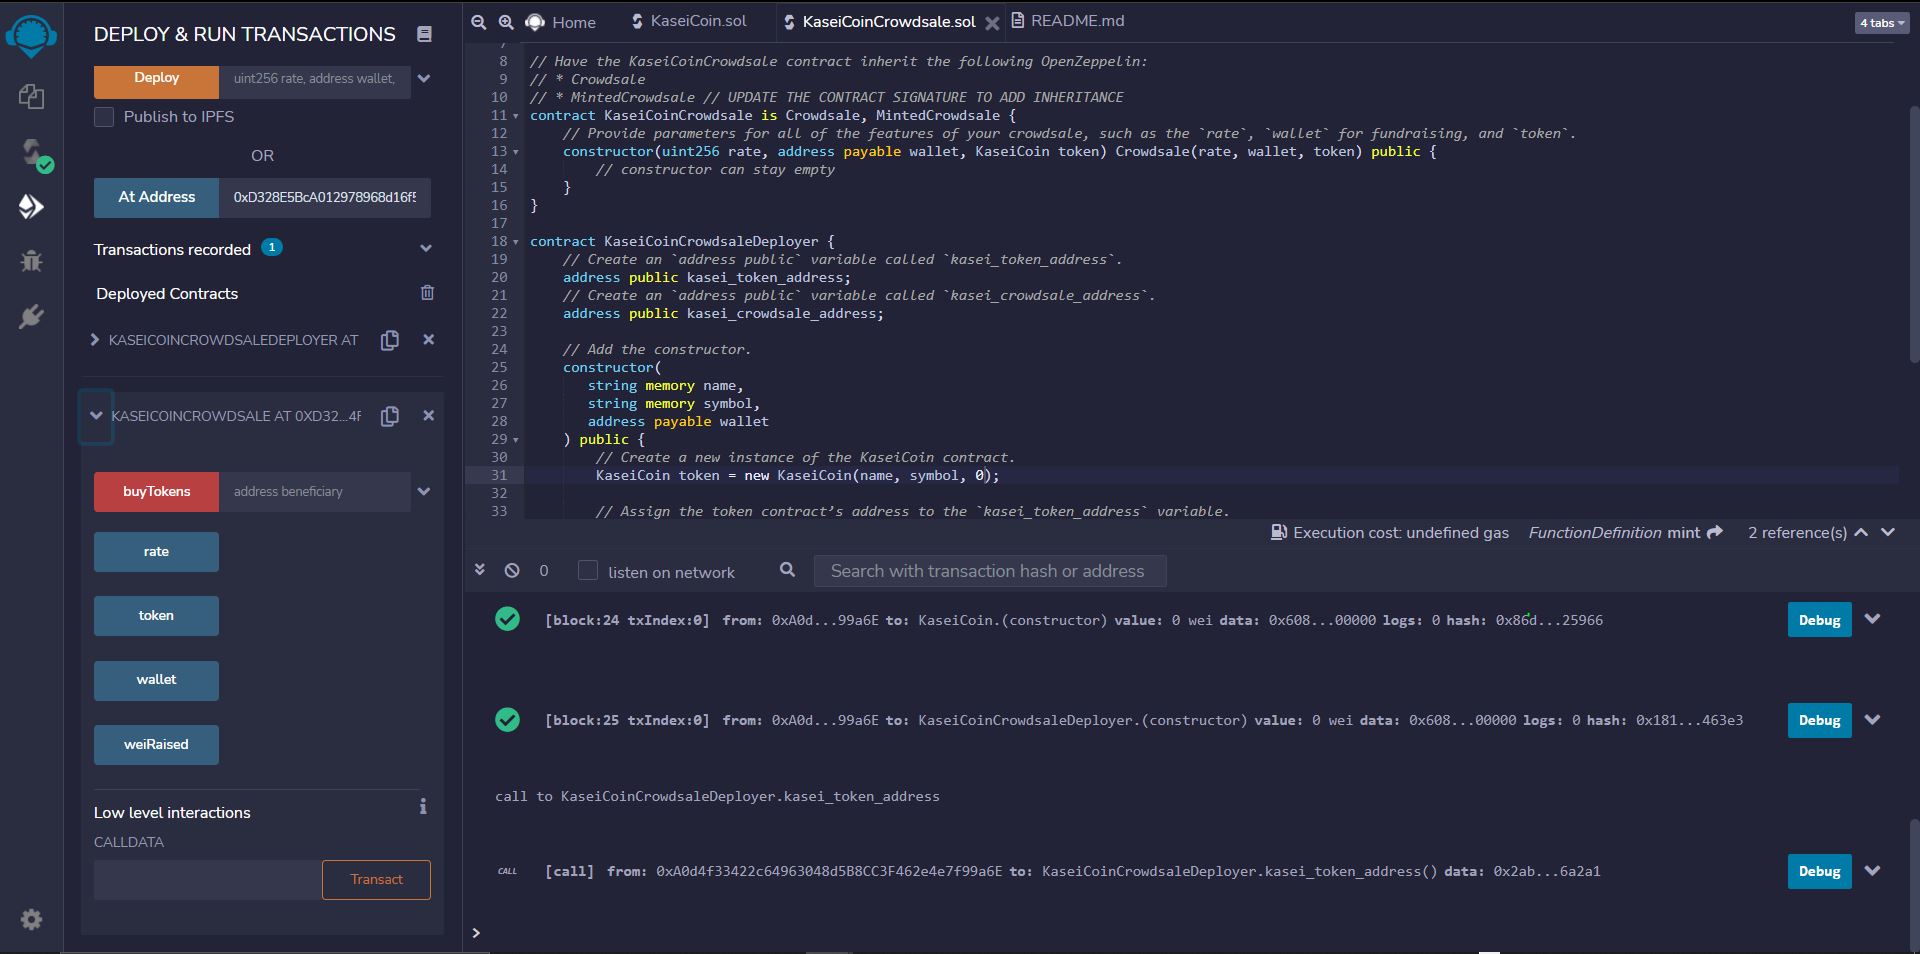 DEPLOY & RUN TRANSACTIONS
Deploy uint256 rate, address wallet,
Publish to IPFS
OR
At Address 0xD328E5BcA012978968d16f5
Transactions recorded 1
Deployed Contracts
KASEICOINCROWDSALEDEPLOYER AT
KASEICOINCROWDSALE AT 0XD32...4F
buyTokens address beneficiary
rate
token
wallet
weiRaised
Low level interactions
CALLDATA
Transact
Home KaseiCoin.sol KaseiCoinCrowdsale.sol README.md 4 tabs
8 // Have the KaseiCoinCrowdsale contract inherit the following OpenZeppelin:
9 // * Crowdsale
10 // * MintedCrowdsale // UPDATE THE CONTRACT SIGNATURE TO ADD INHERITANCE
11 contract KaseiCoinCrowdsale is Crowdsale, MintedCrowdsale {
12 // Provide parameters for all of the features of your crowdsale, such as the `rate`, `wallet` for fundraising, and `token`.
13 constructor(uint256 rate, address payable wallet, KaseiCoin token) Crowdsale(rate, wallet, token) public {
14 // constructor can stay empty
15 }
16 }
17
18 contract KaseiCoinCrowdsaleDeployer {
19 // Create an `address public` variable called `kasei_token_address`.
20 address public kasei_token_address;
21 // Create an `address public` variable called `kasei_crowdsale_address`.
22 address public kasei_crowdsale_address;
23
24 // Add the constructor.
25 constructor(
26 string memory name,
27 string memory symbol,
28 address payable wallet
29 ) public {
30 // Create a new instance of the KaseiCoin contract.
31 KaseiCoin token = new KaseiCoin(name, symbol, 0);
32
33 // Assign the token contract’s address to the `kasei_token_address` variable.
Execution cost: undefined gas FunctionDefinition mint 2 reference(s)
0 listen on network Search with transaction hash or address
[block:24 txIndex:0] from: 0xA0d...99a6E to: KaseiCoin.(constructor) value: 0 wei data: 0x608...00000 logs: 0 hash: 0x86d...25966 Debug
[block:25 txIndex:0] from: 0xA0d...99a6E to: KaseiCoinCrowdsaleDeployer.(constructor) value: 0 wei data: 0x608...00000 logs: 0 hash: 0x181...463e3 Debug
call to KaseiCoinCrowdsaleDeployer.kasei_token_address
CALL [call] from: 0xA0d4f33422c64963048d5B8CC3F462e4e7f99a6E to: KaseiCoinCrowdsaleDeployer.kasei_token_address() data: 0x2ab...6a2a1 Debug
>